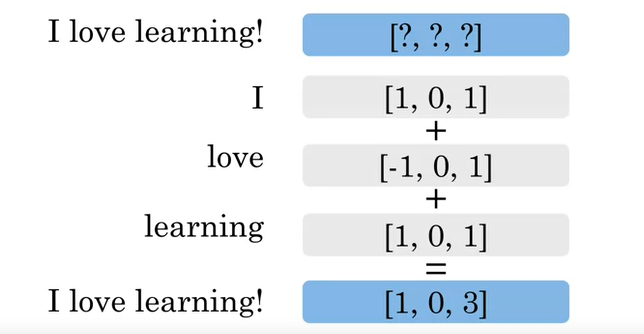 I love learning! [?, ?, ?]
I [1, 0, 1]
+
love [-1, 0, 1]
+
learning [1, 0, 1]
=
I love learning! [1, 0, 3]